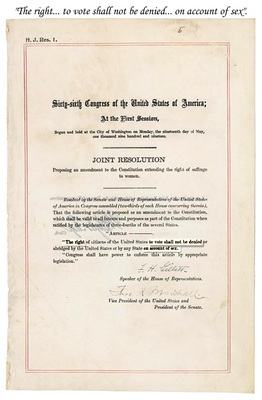 "The right... to vote shall not be denied... on account of sex".
6
H. J. Res. 1.
Sixty-sixth Congress of the United States of America;
At the First Session,
Begun and held at the City of Washington on Monday, the nineteenth day of May,
one thousand nine hundred and nineteen.
JOINT RESOLUTION
Proposing an amendment to the Constitution extending the right of suffrage
to women.
Resolved by the Senate and House of Representatives of the United States
of America in Congress assembled (two-thirds of each House concurring therein),
That the following article is proposed as an amendment to the Constitution,
which shall be valid to all intents and purposes as part of the Constitution when
ratified by the legislatures of three-fourths of the several States.
"ARTICLE
"The right of citizens of the United States to vote shall not be denied or
abridged by the United States or by any State on account of sex.
"Congress shall have power to enforce this article by appropriate
legislation."
F. H. Gillett
Speaker of the House of Representatives.
Thos. R. Marshall
Vice President of the United States and
President of the Senate.